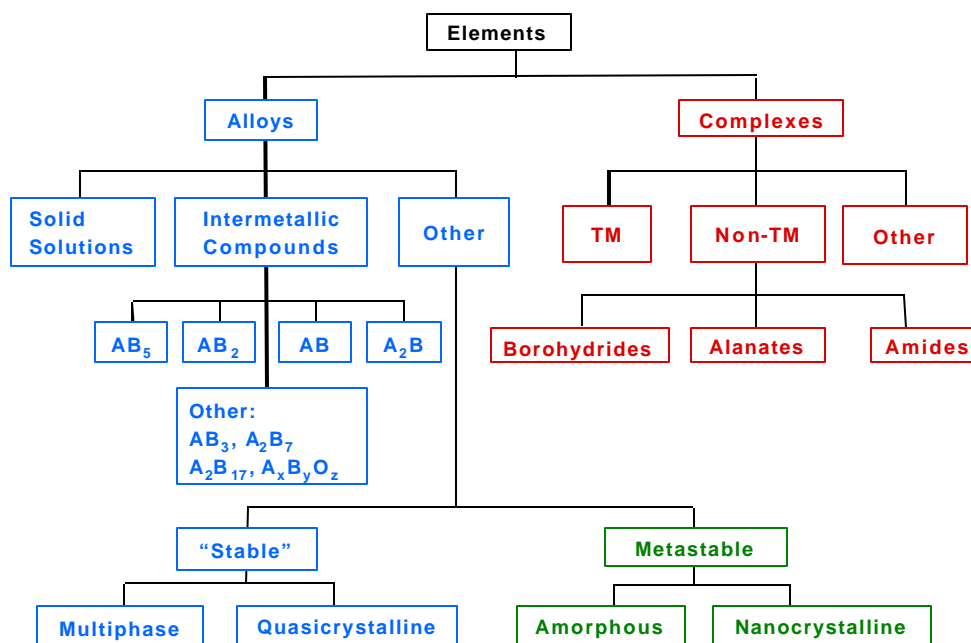 Elements
Alloys
Complexes
Solid
Solutions
Intermetallic
Compounds
Other
TM
Non-TM
Other
AB₅
AB₂
AB
A₂B
Borohydrides
Alanates
Amides
Other:
AB₃, A₂B₇
A₂B₁₇, AₓBᵧO_z
“Stable”
Metastable
Multiphase
Quasicrystalline
Amorphous
Nanocrystalline